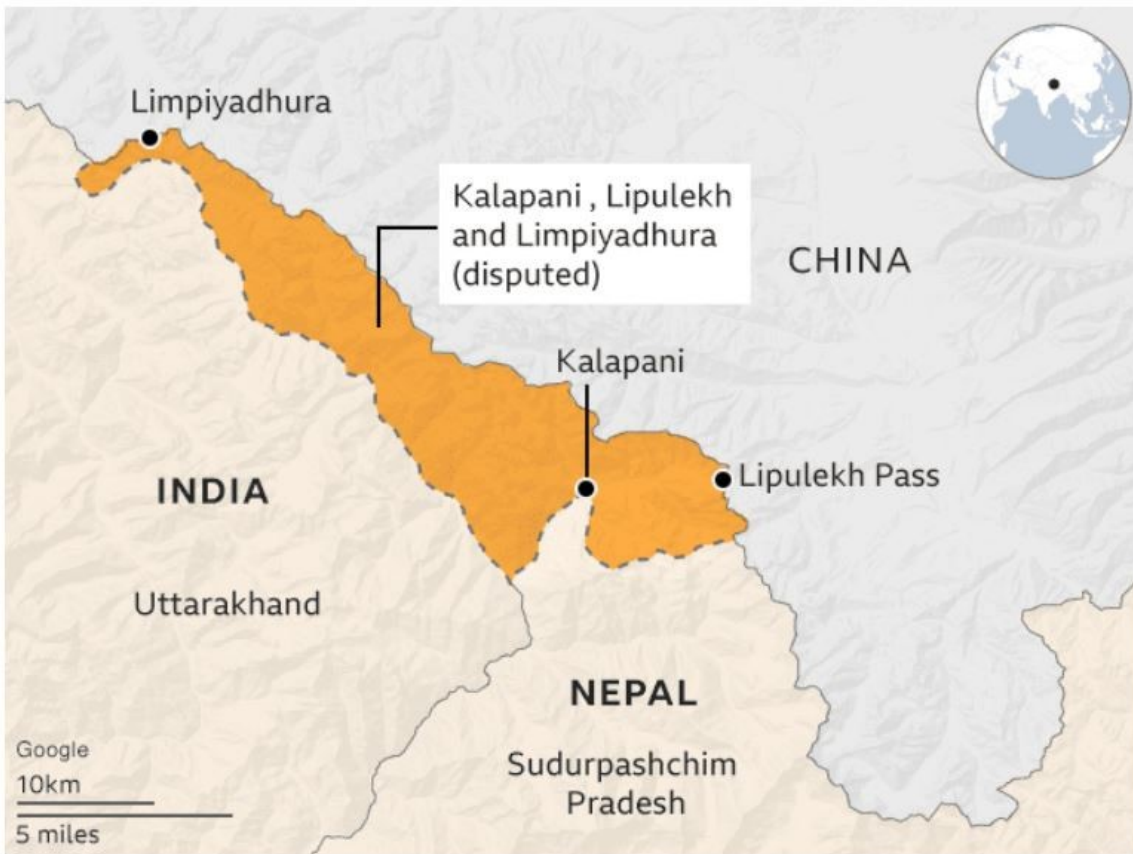 Limpiyadhura
Kalapani , Lipulekh
and Limpiyadhura
(disputed)
CHINA
Kalapani
Lipulekh Pass
INDIA
Uttarakhand
NEPAL
Sudurpashchim
Pradesh
Google
10km
5 miles